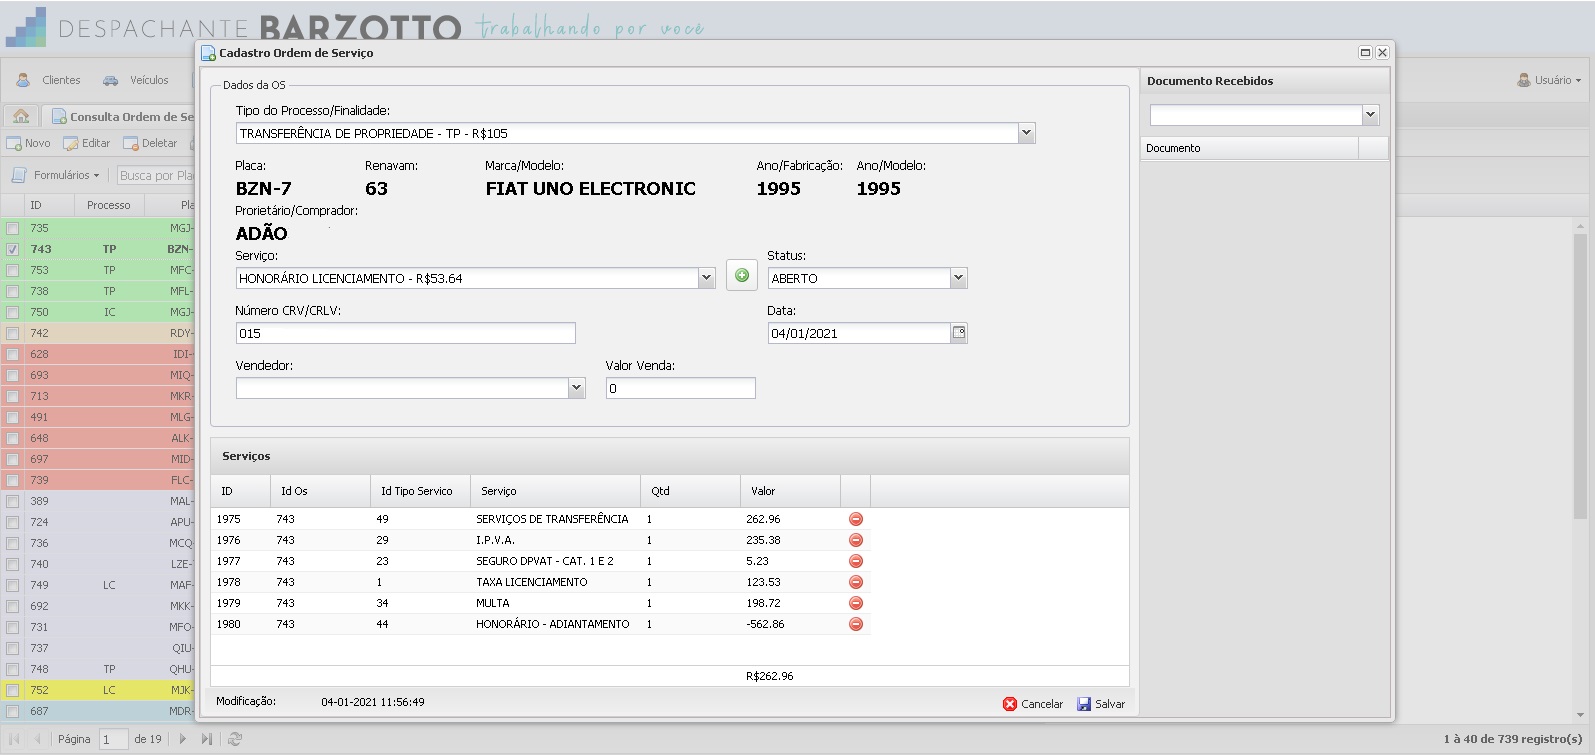 DESPACHANTE BARZOTTO trabalhando por você
Cadastro Ordem de Serviço
Clientes Veículos
Usuário
Consulta Ordem de Se
Novo Editar Deletar
Formulários Busca por Pla
ID Processo Pla
735 MGJ-
743 TP BZN-
753 TP MFC-
738 TP MFL-
750 IC MGJ-
742 RDY-
628 IDI-
693 MIQ-
713 MKR-
491 MLG-
648 ALK-
697 MID-
739 FLC-
389 MAL-
724 APU-
736 MCQ-
740 LZE-
749 LC MAF-
692 MKK-
731 MFO-
737 QIU-
748 TP QHU-
752 LC MJK-
687 MDR-
Página 1 de 19
1 à 40 de 739 registro(s)
Dados da OS
Tipo do Processo/Finalidade:
TRANSFERÊNCIA DE PROPRIEDADE - TP - R$105
Placa: Renavam: Marca/Modelo: Ano/Fabricação: Ano/Modelo:
BZN-7 63 FIAT UNO ELECTRONIC 1995 1995
Prorietário/Comprador:
ADÃO
Serviço: Status:
HONORÁRIO LICENCIAMENTO - R$53.64 ABERTO
Número CRV/CRLV: Data:
015 04/01/2021
Vendedor: Valor Venda:
0
Serviços
ID Id Os Id Tipo Servico Serviço Qtd Valor
1975 743 49 SERVIÇOS DE TRANSFERÊNCIA 1 262.96
1976 743 29 I.P.V.A. 1 235.38
1977 743 23 SEGURO DPVAT - CAT. 1 E 2 1 5.23
1978 743 1 TAXA LICENCIAMENTO 1 123.53
1979 743 34 MULTA 1 198.72
1980 743 44 HONORÁRIO - ADIANTAMENTO 1 -562.86
R$262.96
Modificação: 04-01-2021 11:56:49
Cancelar Salvar
Documento Recebidos
Documento